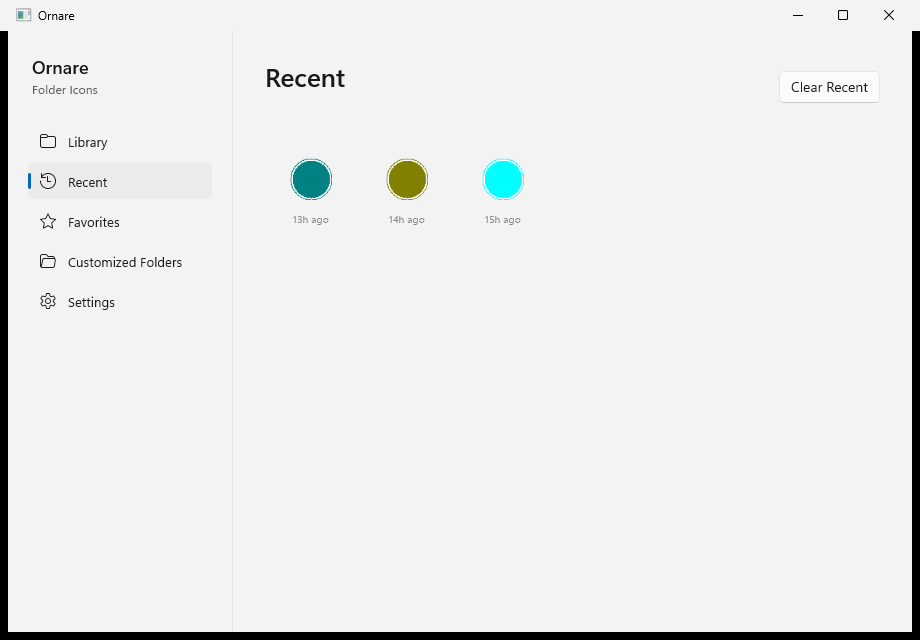 Ornare
Ornare
Folder Icons
Library
Recent
Favorites
Customized Folders
Settings
Recent
Clear Recent
13h ago
14h ago
15h ago